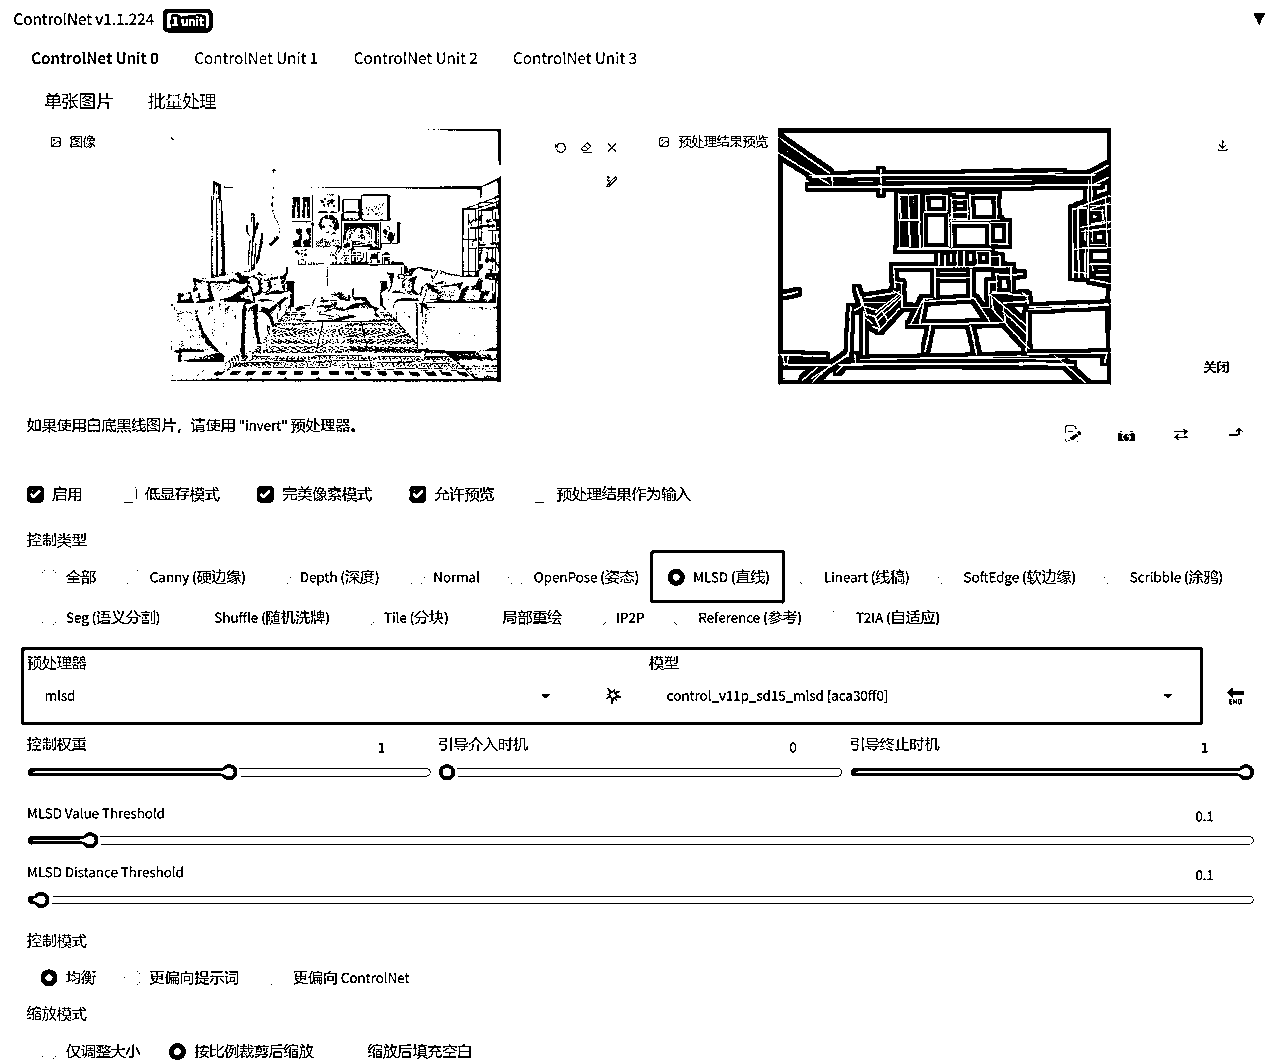 ControlNet v1.1.224 [1 unit]
ControlNet Unit 0 ControlNet Unit 1 ControlNet Unit 2 ControlNet Unit 3
单张图片 批量处理
图像 预处理结果预览
关闭
如果使用白底黑线图片，请使用 "invert" 预处理器。
启用 低显存模式 完美像素模式 允许预览 预处理结果作为输入
控制类型
全部 Canny (硬边缘) Depth (深度) Normal OpenPose (姿态) MLSD (直线) Lineart (线稿) SoftEdge (软边缘) Scribble (涂鸦)
Seg (语义分割) Shuffle (随机洗牌) Tile (分块) 局部重绘 IP2P Reference (参考) T2IA (自适应)
预处理器 模型
mlsd control_v11p_sd15_mlsd [aca30ff0]
END
控制权重 1 引导介入时机 0 引导终止时机 1
MLSD Value Threshold 0.1
MLSD Distance Threshold 0.1
控制模式
均衡 更偏向提示词 更偏向 ControlNet
缩放模式
仅调整大小 按比例裁剪后缩放 缩放后填充空白